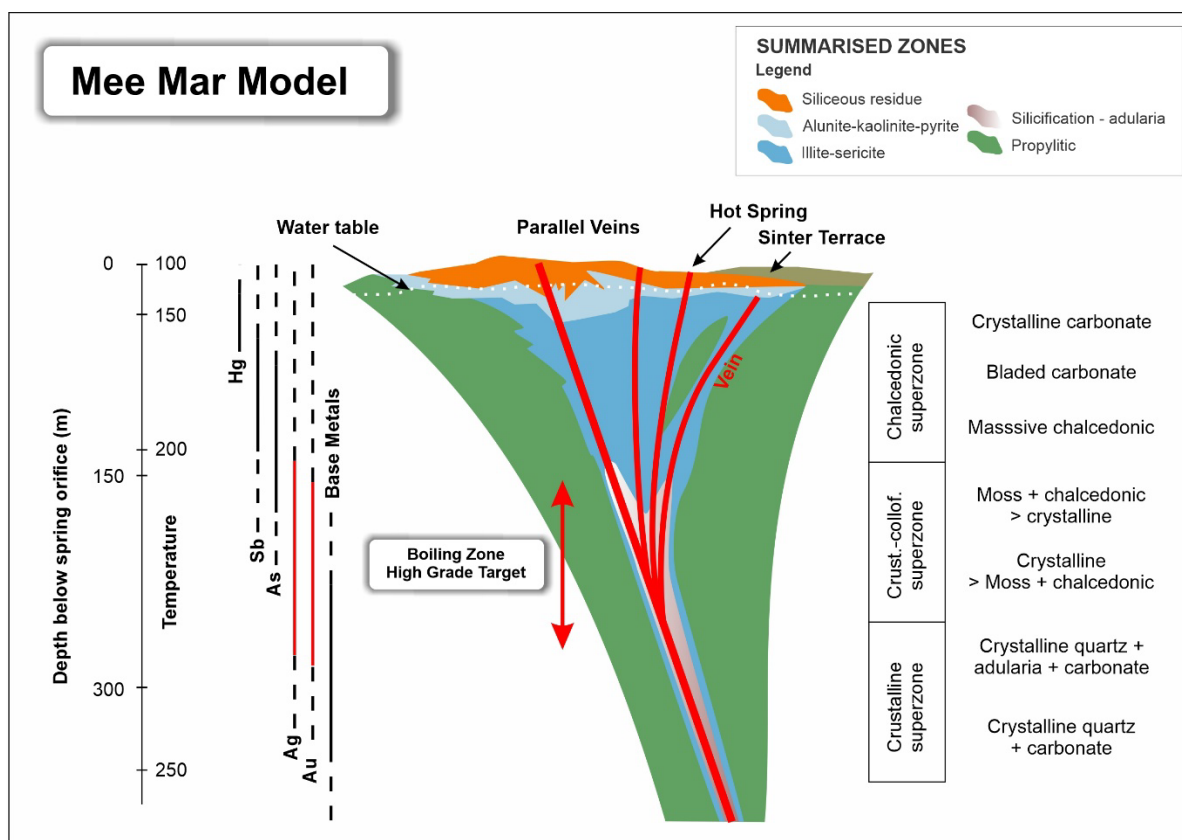 Mee Mar Model
SUMMARISED ZONES
Legend
Siliceous residue
Alunite-kaolinite-pyrite
Illite-sericite
Silicification - adularia
Propylitic
Water table
Parallel Veins
Hot Spring
Sinter Terrace
Depth below spring orifice (m)
0
150
300
Temperature
100
150
200
250
Hg
Sb
As
Ag
Au
Base Metals
Vein
Boiling Zone
High Grade Target
Chalcedonic
superzone
Crust.-collof.
superzone
Crustalline
superzone
Crystalline carbonate
Bladed carbonate
Masssive chalcedonic
Moss + chalcedonic
> crystalline
Crystalline
> Moss + chalcedonic
Crystalline quartz +
adularia + carbonate
Crystalline quartz
+ carbonate